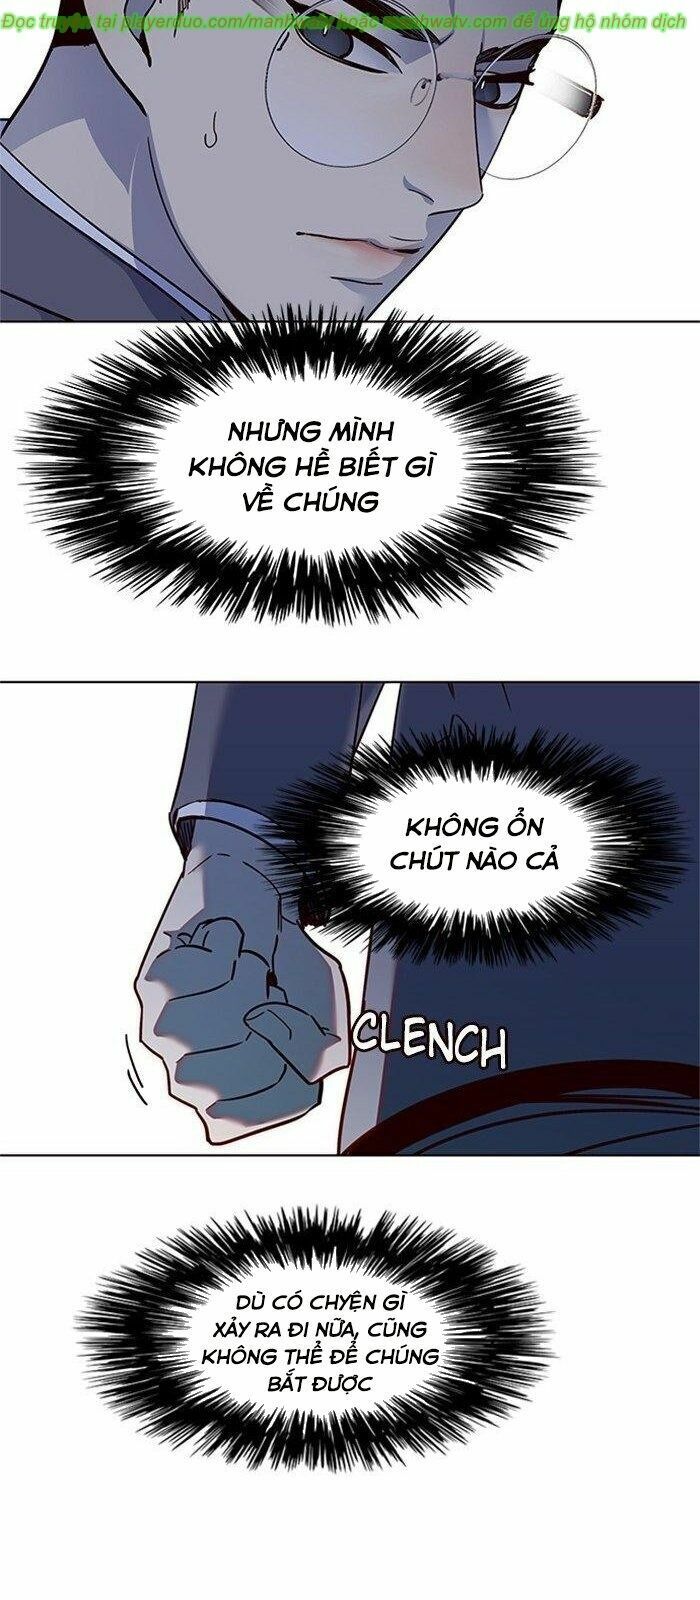 Đọc truyện tại playerduo.com/manhwatv hoặc manhwatv.com để ủng hộ nhóm dịch
NHƯNG MÌNH
KHÔNG HỀ BIẾT GÌ
VỀ CHÚNG
KHÔNG ỔN
CHÚT NÀO CẢ
CLENCH
DÙ CÓ CHYỆN GÌ
XẢY RA ĐI NỮA, CŨNG
KHÔNG THỂ ĐỂ CHÚNG
BẮT ĐƯỢC